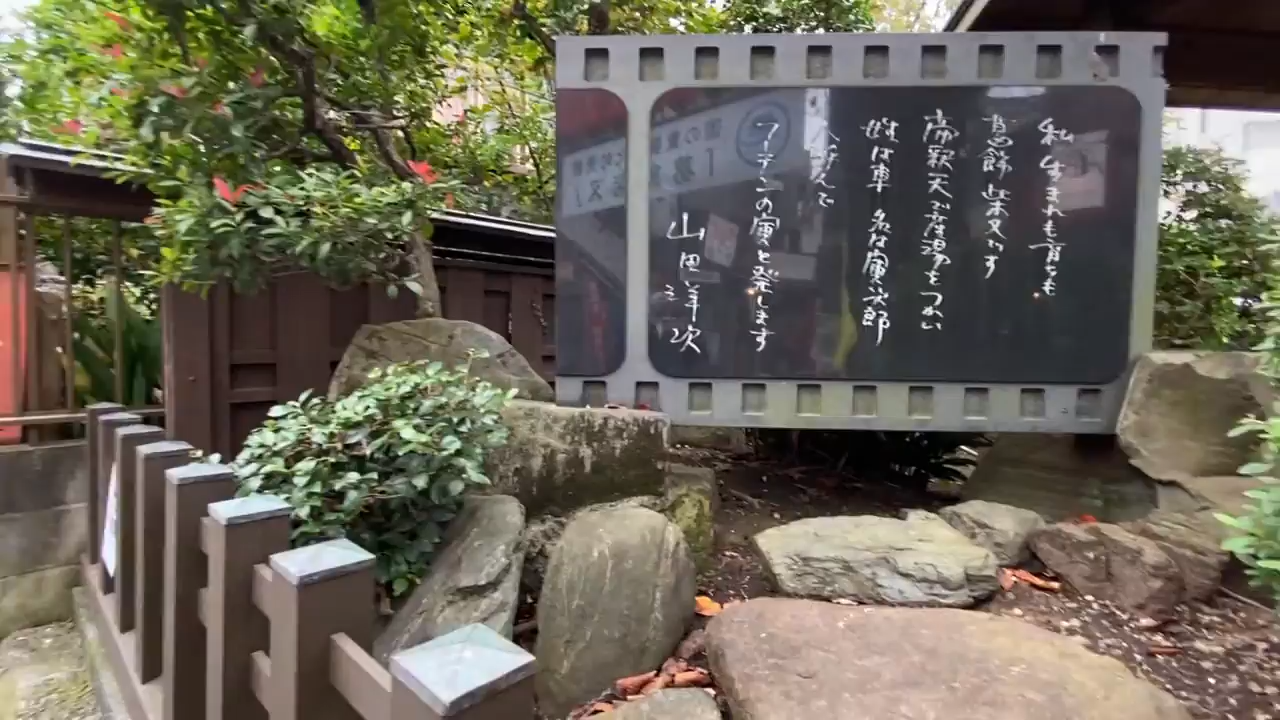 私 生まれも育ちも
葛飾 柴又です
帝釈天で産湯をつかい
姓は車 名は寅次郎
人呼んで
フーテンの寅と発します
山田洋次